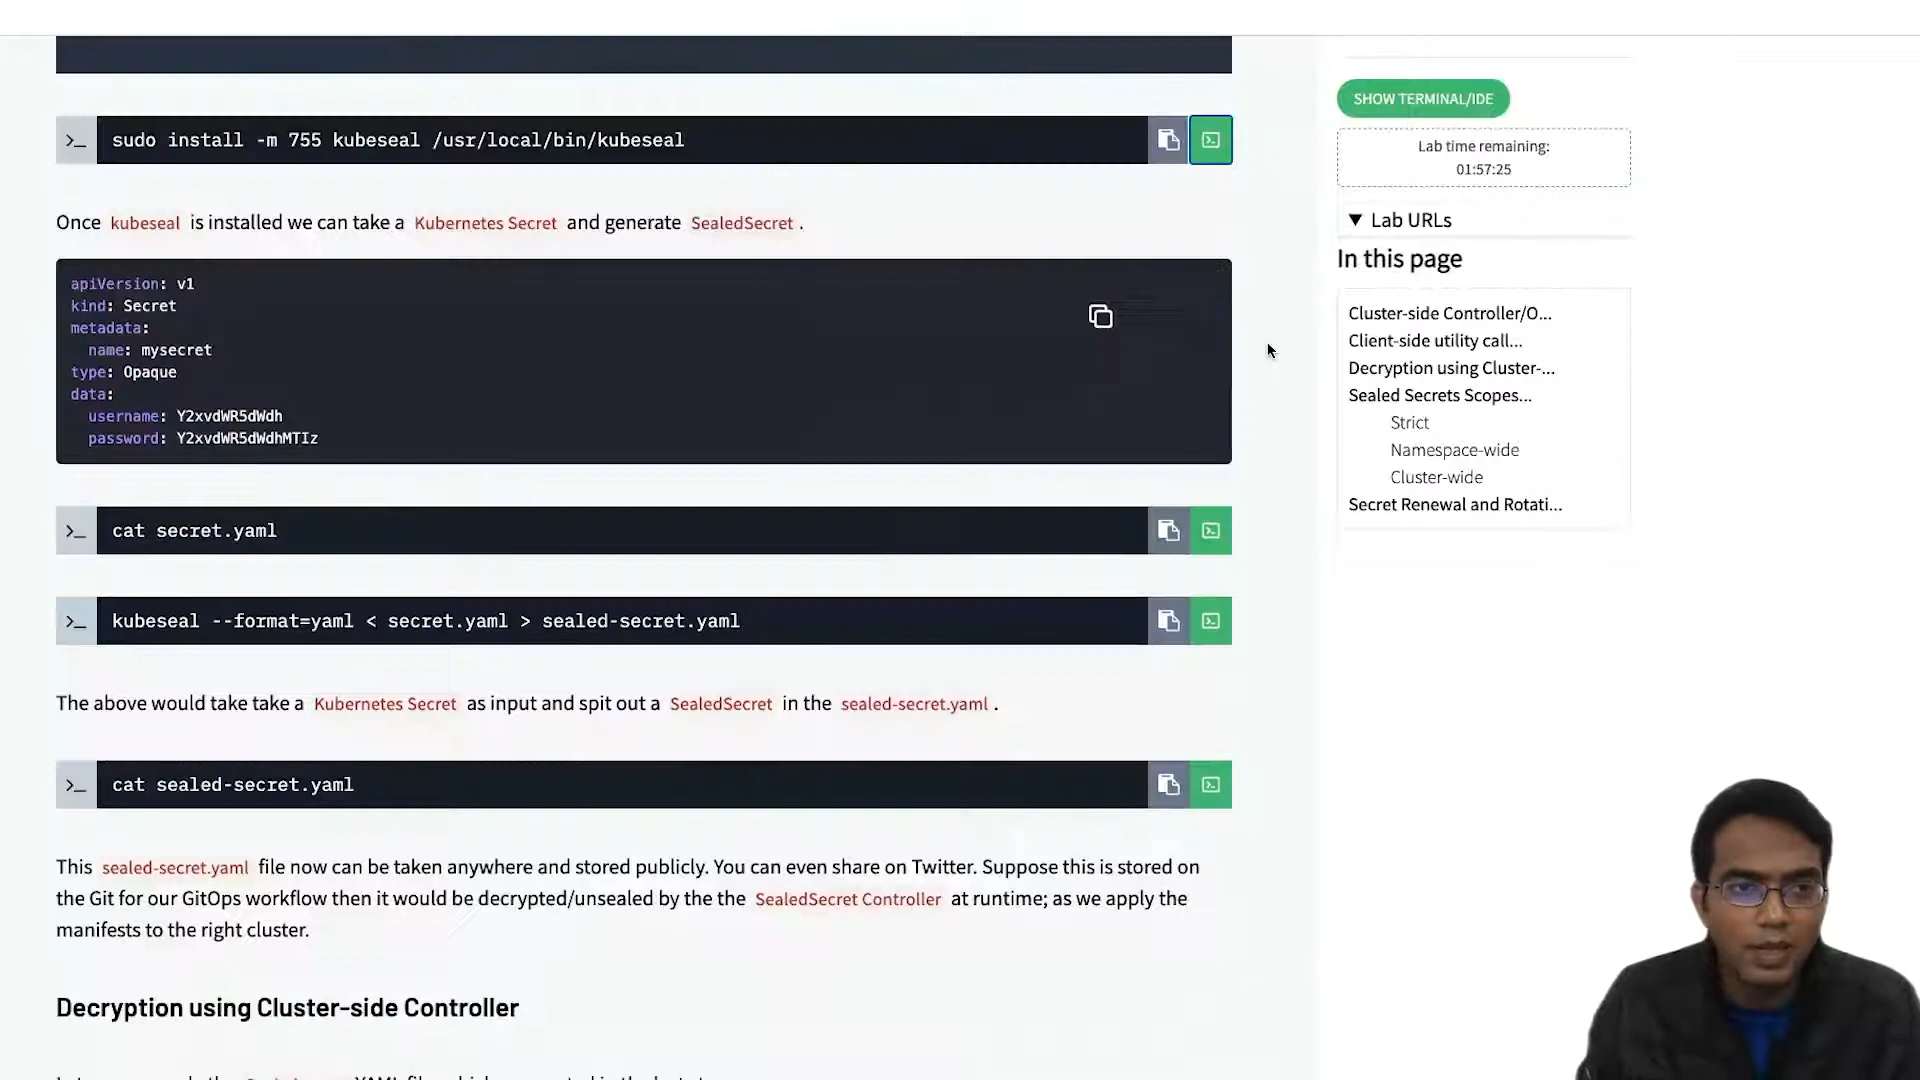 sudo install -m 755 kubeseal /usr/local/bin/kubeseal
Once kubeseal is installed we can take a Kubernetes Secret and generate SealedSecret .
apiVersion: v1
kind: Secret
metadata:
name: mysecret
type: Opaque
data:
username: Y2xvdWR5dWdh
password: Y2xvdWR5dWdhMTIz
>_ cat secret.yaml
>_ kubeseal --format=yaml < secret.yaml > sealed-secret.yaml
The above would take take a Kubernetes Secret as input and spit out a SealedSecret in the sealed-secret.yaml .
>_ cat sealed-secret.yaml
This sealed-secret.yaml file now can be taken anywhere and stored publicly. You can even share on Twitter. Suppose this is stored on
the Git for our GitOps workflow then it would be decrypted/unsealed by the the SealedSecret Controller at runtime; as we apply the
manifests to the right cluster.
Decryption using Cluster-side Controller
SHOW TERMINAL/IDE
Lab time remaining:
01:57:25
▼ Lab URLs
In this page
Cluster-side Controller/O...
Client-side utility call...
Decryption using Cluster-...
Sealed Secrets Scopes...
Strict
Namespace-wide
Cluster-wide
Secret Renewal and Rotati...